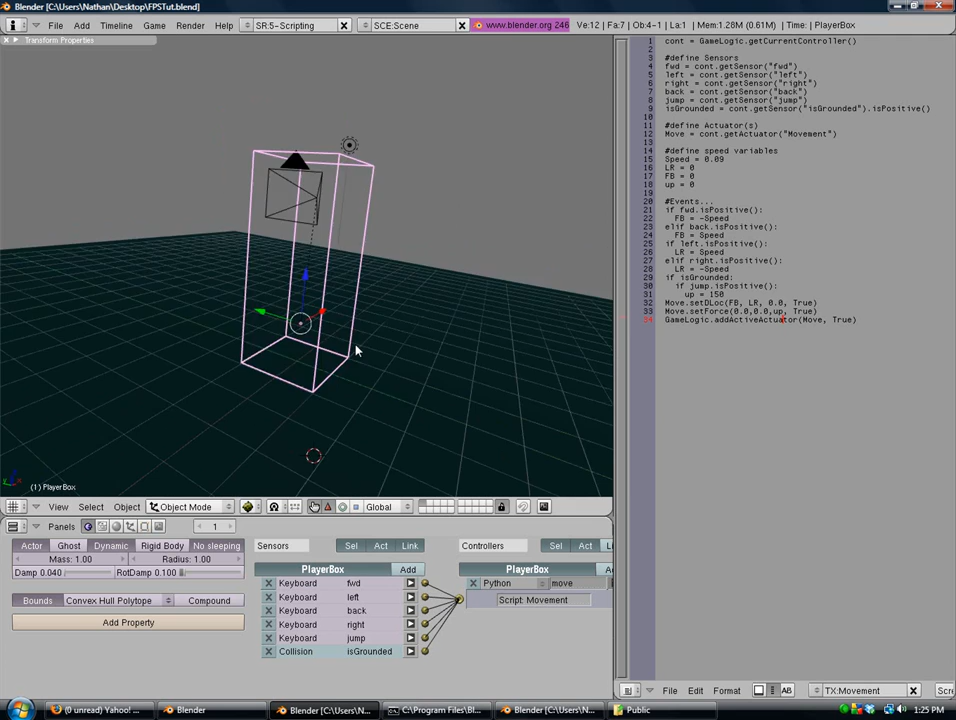 Blender [C:\Users\Nathan\Desktop\FPSTut.blend]
File Add Timeline Game Render Help SR:5-Scripting SCE:Scene www.blender.org 246 Ve:12 | Fa:7 | Ob:4-1 | La:1 | Mem:1.28M (0.61M) | Time: | PlayerBox
Transform Properties
1 cont = GameLogic.getCurrentController()
2
3 #define Sensors
4 fwd = cont.getSensor("fwd")
5 left = cont.getSensor("left")
6 right = cont.getSensor("right")
7 back = cont.getSensor("back")
8 jump = cont.getSensor("jump")
9 isGrounded = cont.getSensor("isGrounded").isPositive()
10
11 #define Actuator(s)
12 Move = cont.getActuator("Movement")
13
14 #define speed variables
15 Speed = 0.09
16 LR = 0
17 FB = 0
18 up = 0
19
20 #Events...
21 if fwd.isPositive():
22 FB = -Speed
23 elif back.isPositive():
24 FB = Speed
25 if left.isPositive():
26 LR = Speed
27 elif right.isPositive():
28 LR = -Speed
29 if isGrounded:
30 if jump.isPositive():
31 up = 150
32 Move.setDLoc(FB, LR, 0.0, True)
33 Move.setForce(0.0,0.0,up, True)
34 GameLogic.addActiveActuator(Move, True)
(1) PlayerBox
View Select Object Object Mode Global
Panels 1
Actor Ghost Dynamic Rigid Body No sleeping
Mass: 1.00 Radius: 1.00
Damp 0.040 RotDamp 0.100
Bounds Convex Hull Polytope Compound
Add Property
Sensors Sel Act Link
PlayerBox Add
Keyboard fwd
Keyboard left
Keyboard back
Keyboard right
Keyboard jump
Collision isGrounded
Controllers Sel Act
PlayerBox
Python move
Script: Movement
File Edit Format AB TX:Movement
(0 unread) Yahoo! ... Blender Blender [C:\Users\N... C:\Program Files\Bl... Blender [C:\Users\N... Public 1:25 PM